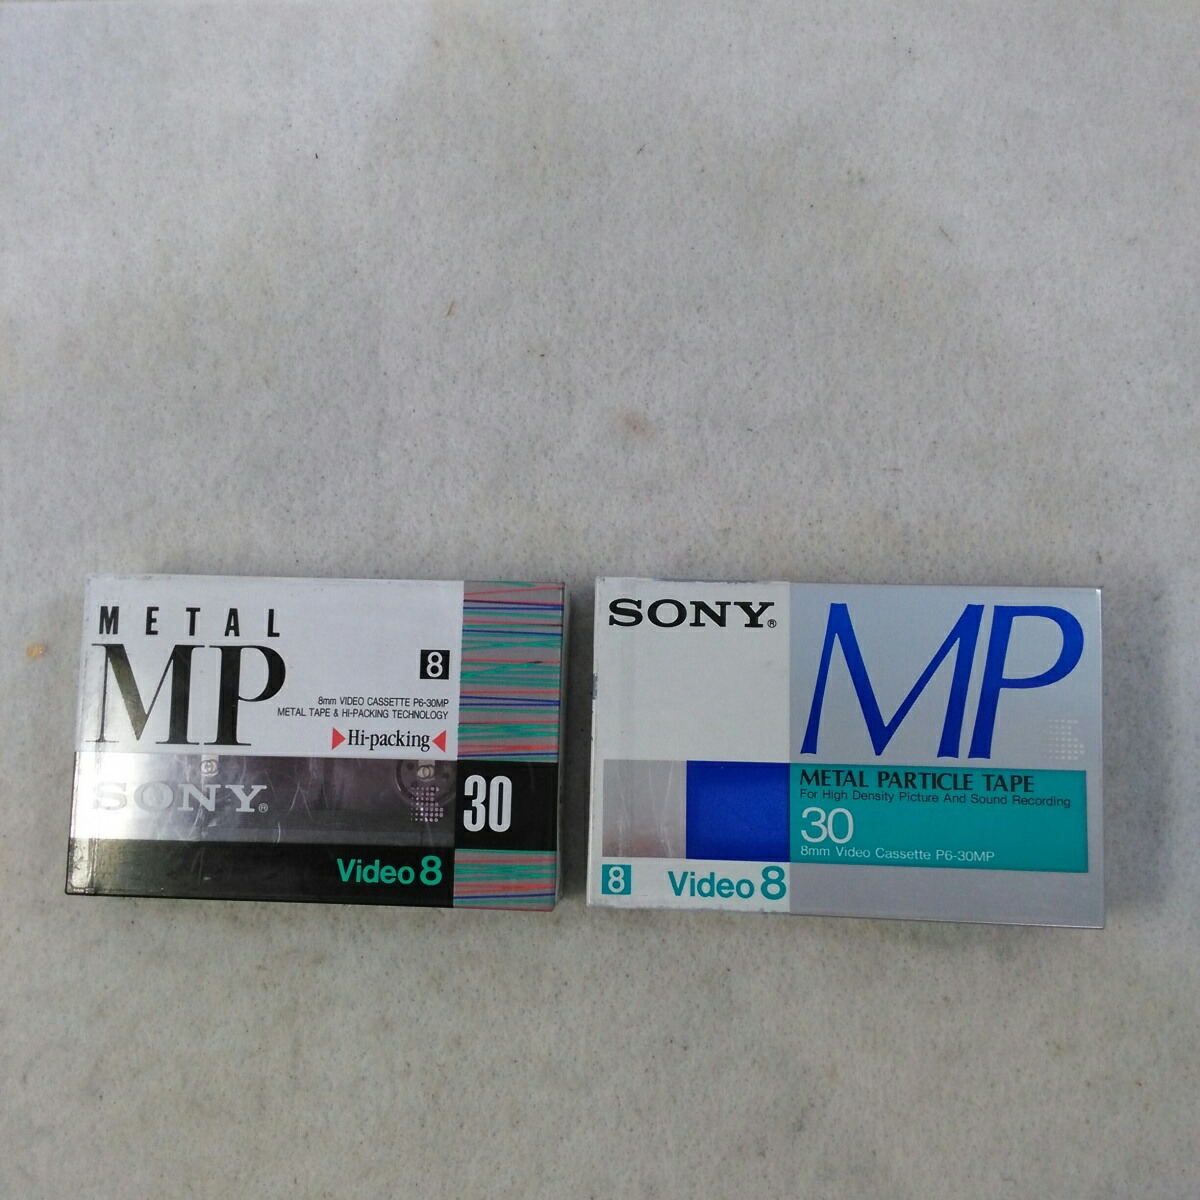 METAL
MP
8
8mm VIDEO CASSETTE P6-30MP
METAL TAPE & HI-PACKING TECHNOLOGY
Hi-packing
SONY®
30
Video 8
SONY®
MP
METAL PARTICLE TAPE
For High Density Picture And Sound Recording
30
8mm Video Cassette P6-30MP
8 Video 8